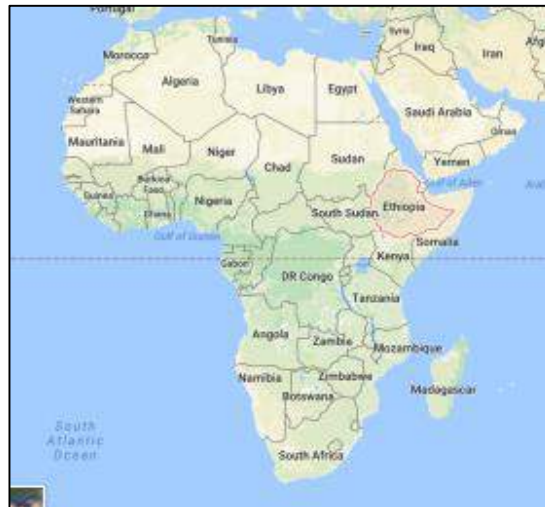 Portugal
Syria
Tunisia
Morocco
Iraq
Iran
Algeria
Libya
Egypt
Western
Sahara
Saudi Arabia
Oman
Mauritania
Mali
Niger
Chad
Sudan
Yemen
Gulf of Aden
Burkina
Faso
Guinea
Nigeria
Ethiopia
Ghana
South Sudan
Gulf of Guinea
Somalia
Kenya
Gabon
DR Congo
Tanzania
Angola
Zambia
Mozambique
Namibia
Zimbabwe
Madagascar
Botswana
South
Atlantic
Ocean
South Africa